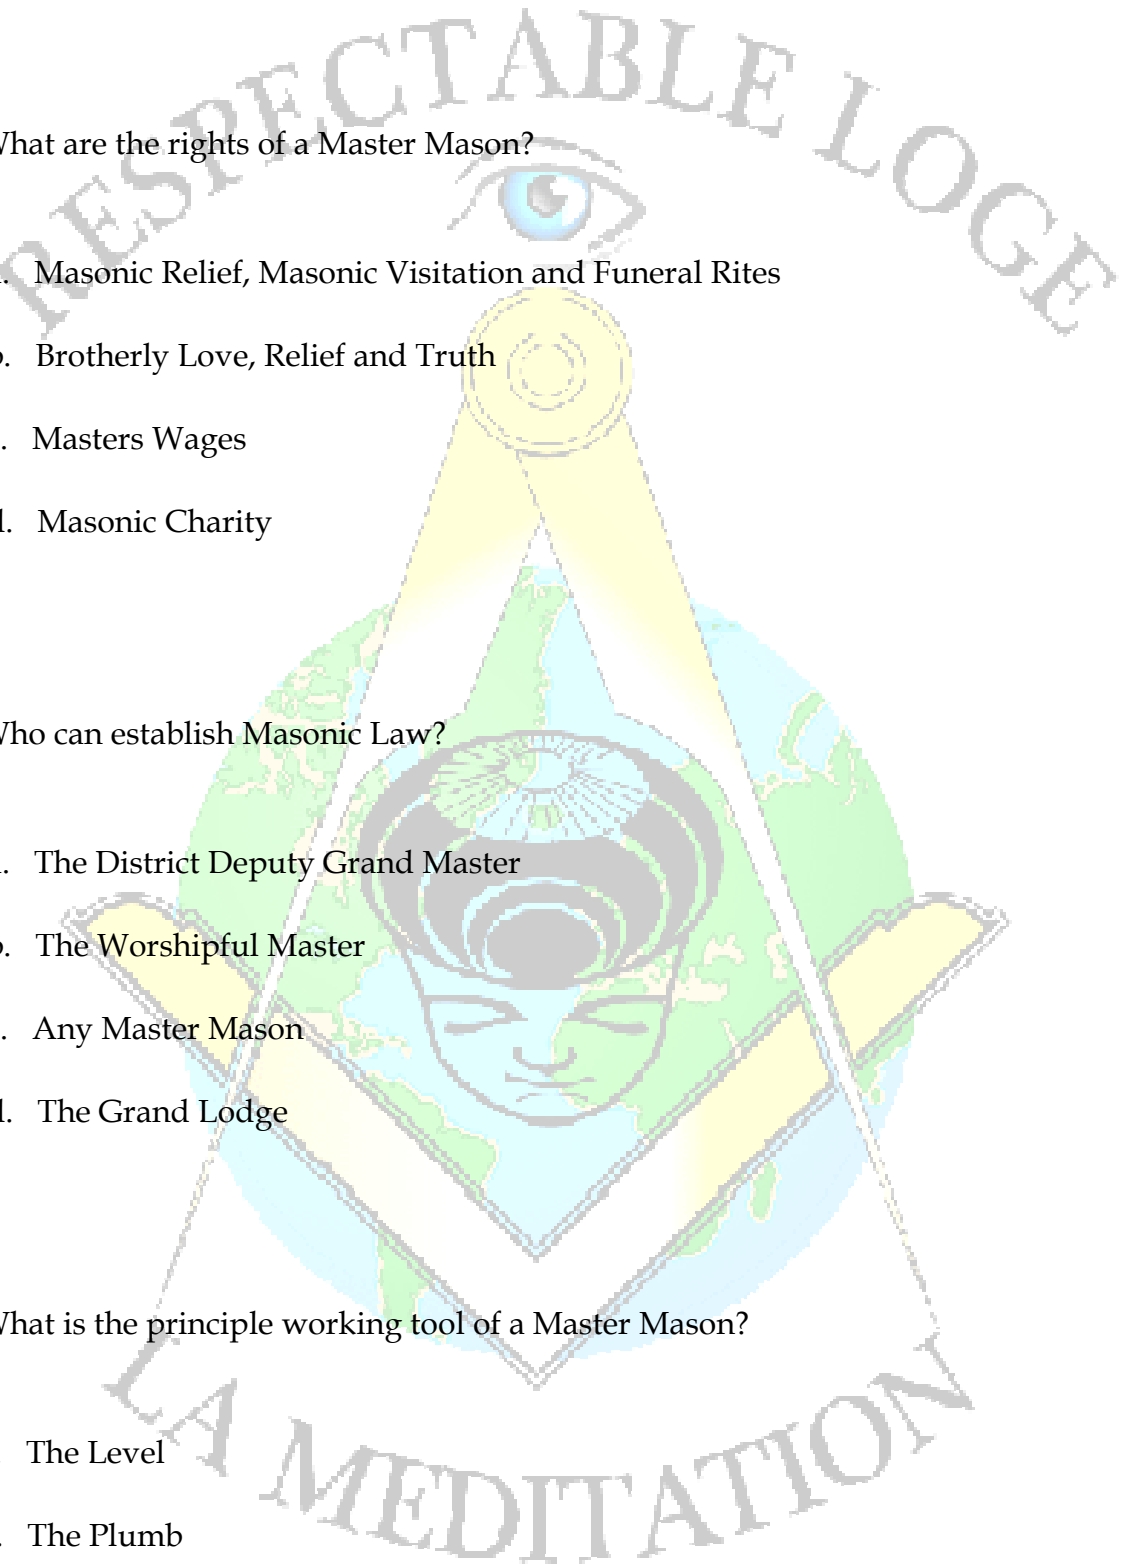 RESPECTABLE LOGE
What are the rights of a Master Mason?
. Masonic Relief, Masonic Visitation and Funeral Rites
. Brotherly Love, Relief and Truth
. Masters Wages
. Masonic Charity
Who can establish Masonic Law?
. The District Deputy Grand Master
. The Worshipful Master
. Any Master Mason
. The Grand Lodge
What is the principle working tool of a Master Mason?
The Level
. The Plumb
LA MEDITATION